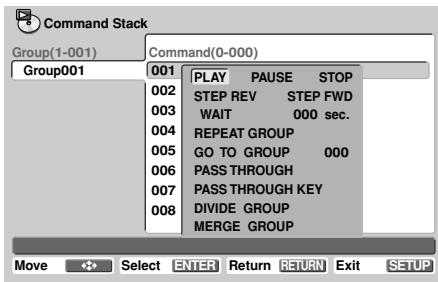 Command Stack
Group(1-001)
Command(0-000)
Group001
001
PLAY PAUSE STOP
002
STEP REV STEP FWD
003
WAIT 000 sec.
004
REPEAT GROUP
005
GO TO GROUP 000
006
PASS THROUGH
007
PASS THROUGH KEY
008
DIVIDE GROUP
MERGE GROUP
Move Select ENTER Return RETURN Exit SETUP